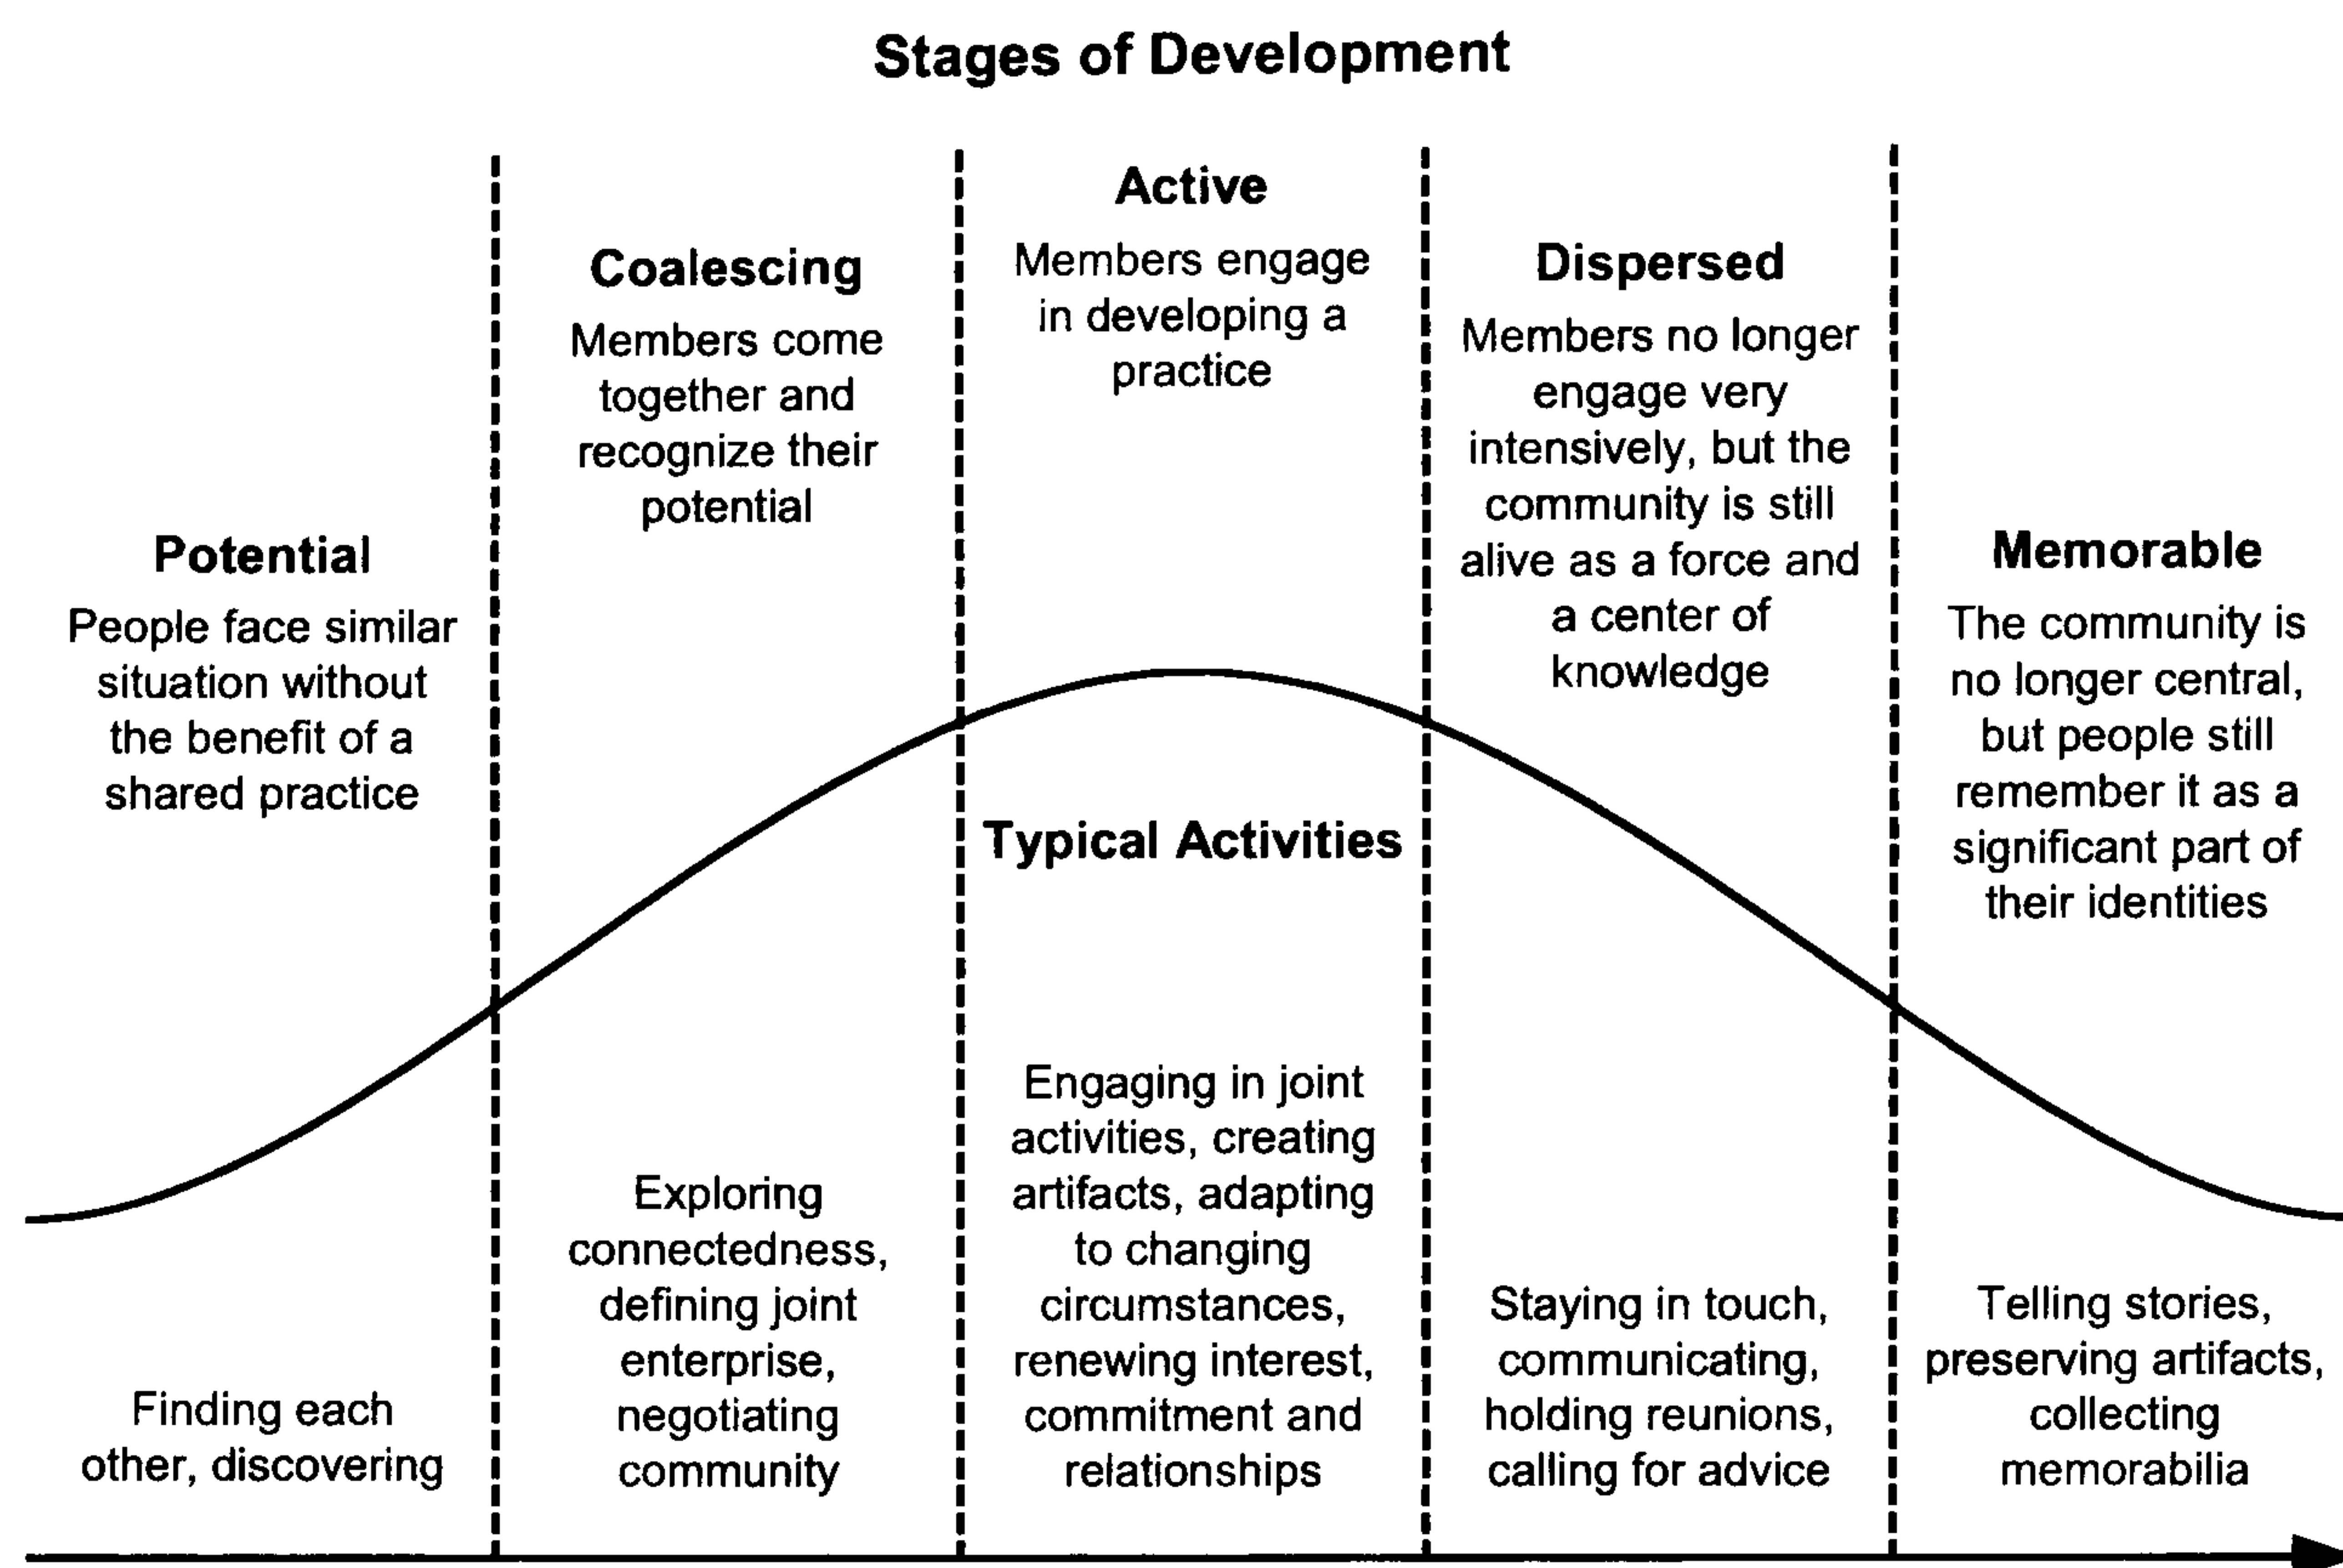 Stages of Development
Potential
People face similar
situation without
the benefit of a
shared practice
Coalescing
Members come
together and
recognize their
potential
Active
Members engage
in developing a
practice
Dispersed
Members no longer
engage very
intensively, but the
community is still
alive as a force and
a center of
knowledge
Memorable
The community is
no longer central,
but people still
remember it as a
significant part of
their identities
Typical Activities
Finding each
other, discovering
Exploring
connectedness,
defining joint
enterprise,
negotiating
community
Engaging in joint
activities, creating
artifacts, adapting
to changing
circumstances,
renewing interest,
commitment and
relationships
Staying in touch,
communicating,
holding reunions,
calling for advice
Telling stories,
preserving artifacts,
collecting
memorabilia